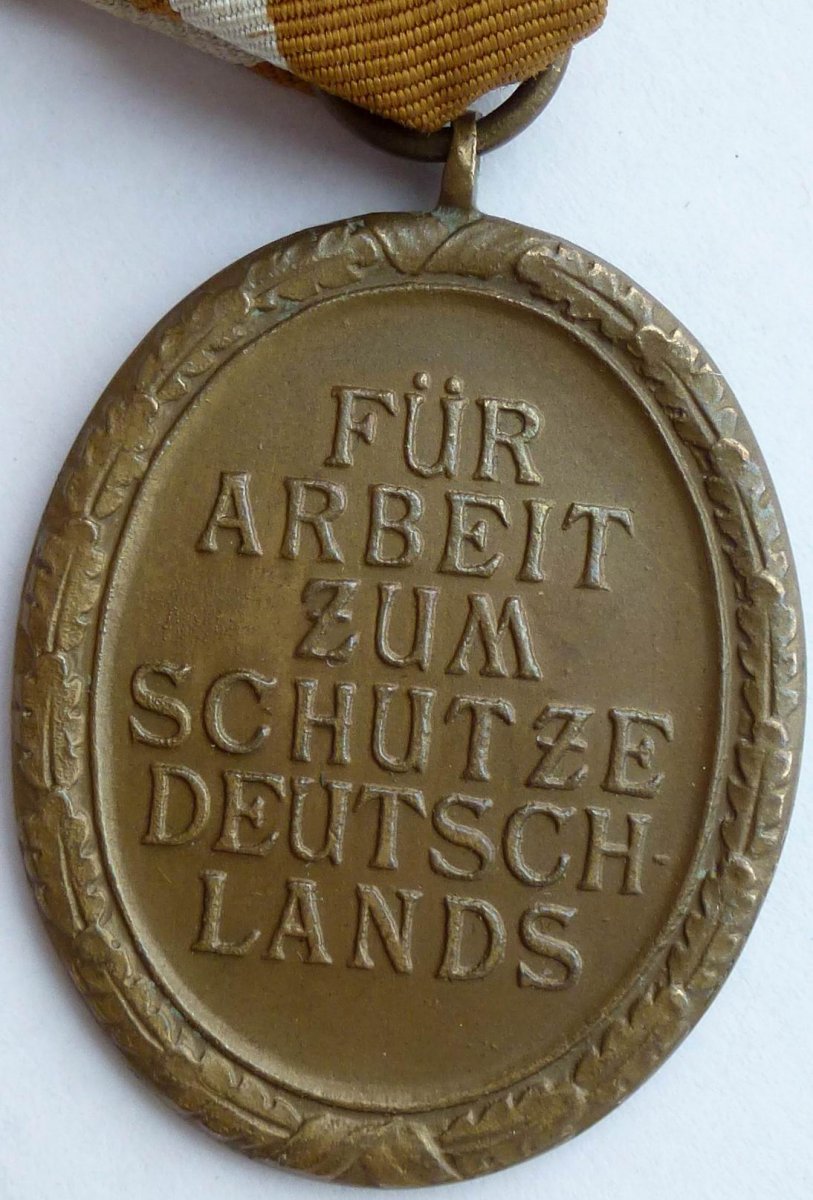 FÜR
ARBEIT
ZUM
SCHUTZE
DEUTSCH-
LANDS